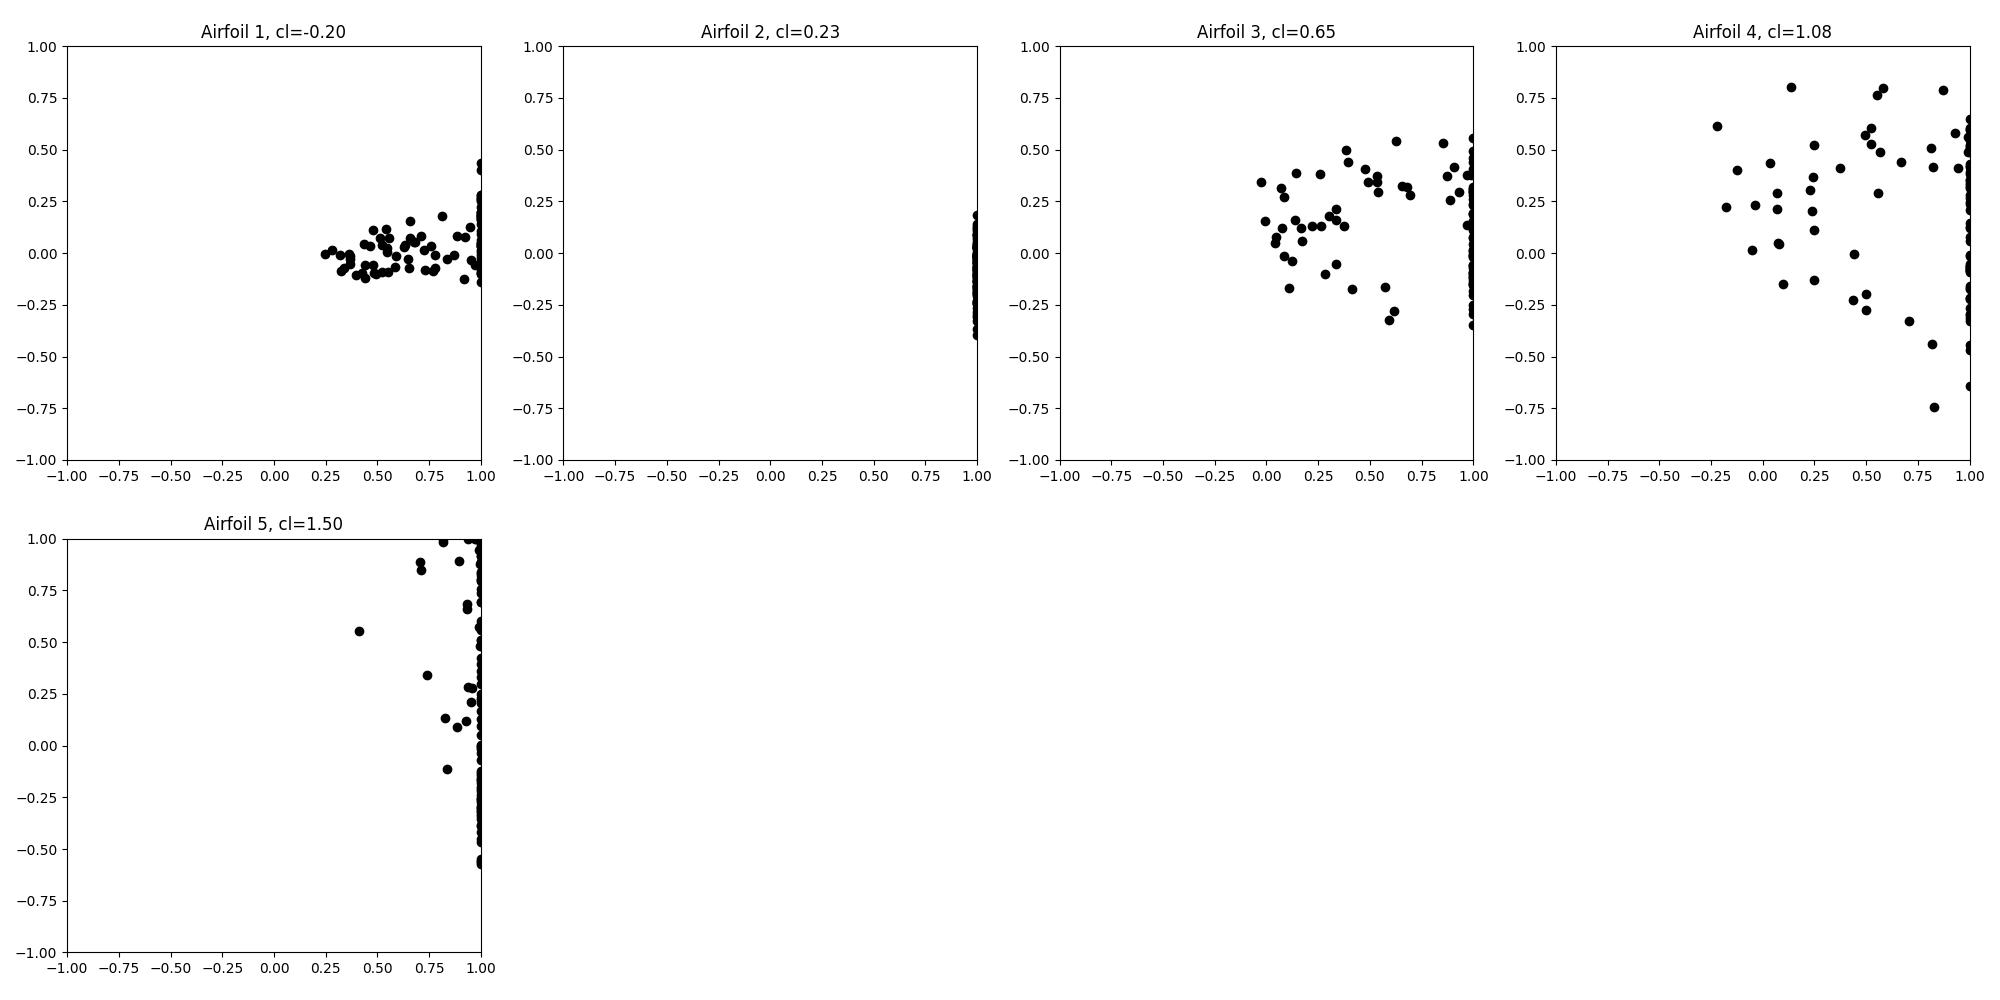 Airfoil 1, cl=-0.20
Airfoil 2, cl=0.23
Airfoil 3, cl=0.65
Airfoil 4, cl=1.08
1.00 1.00 1.00 1.00
0.75 0.75 0.75 0.75
0.50 0.50 0.50 0.50
0.25 0.25 0.25 0.25
0.00 0.00 0.00 0.00
−0.25 −0.25 −0.25 −0.25
−0.50 −0.50 −0.50 −0.50
−0.75 −0.75 −0.75 −0.75
−1.00 −1.00 −1.00 −1.00
−1.00 −0.75 −0.50 −0.25 0.00 0.25 0.50 0.75 1.00
−1.00 −0.75 −0.50 −0.25 0.00 0.25 0.50 0.75 1.00
−1.00 −0.75 −0.50 −0.25 0.00 0.25 0.50 0.75 1.00
−1.00 −0.75 −0.50 −0.25 0.00 0.25 0.50 0.75 1.00
Airfoil 5, cl=1.50
1.00
0.75
0.50
0.25
0.00
−0.25
−0.50
−0.75
−1.00
−1.00 −0.75 −0.50 −0.25 0.00 0.25 0.50 0.75 1.00